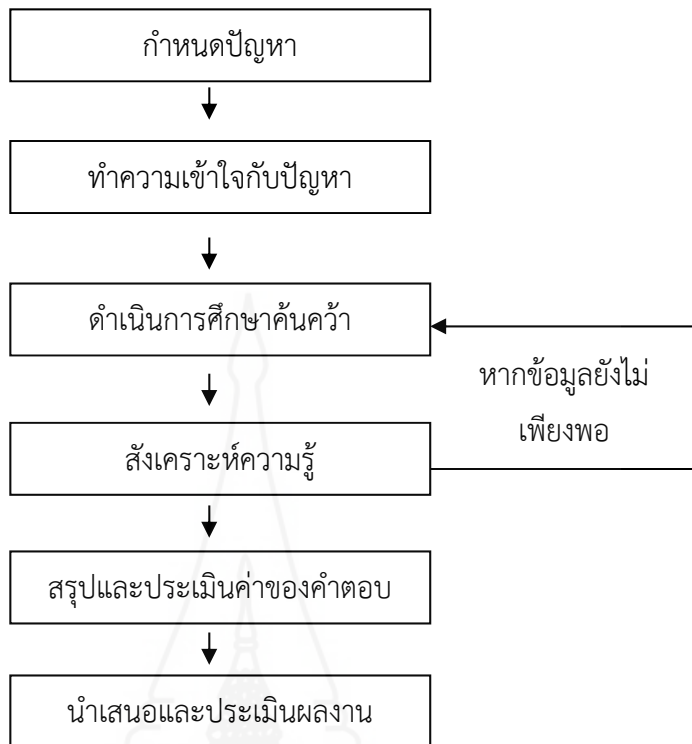 กำหนดปัญหา
ทำความเข้าใจกับปัญหา
ดำเนินการศึกษาค้นคว้า
หากข้อมูลยังไม่
เพียงพอ
สังเคราะห์ความรู้
สรุปและประเมินค่าของคำตอบ
นำเสนอและประเมินผลงาน